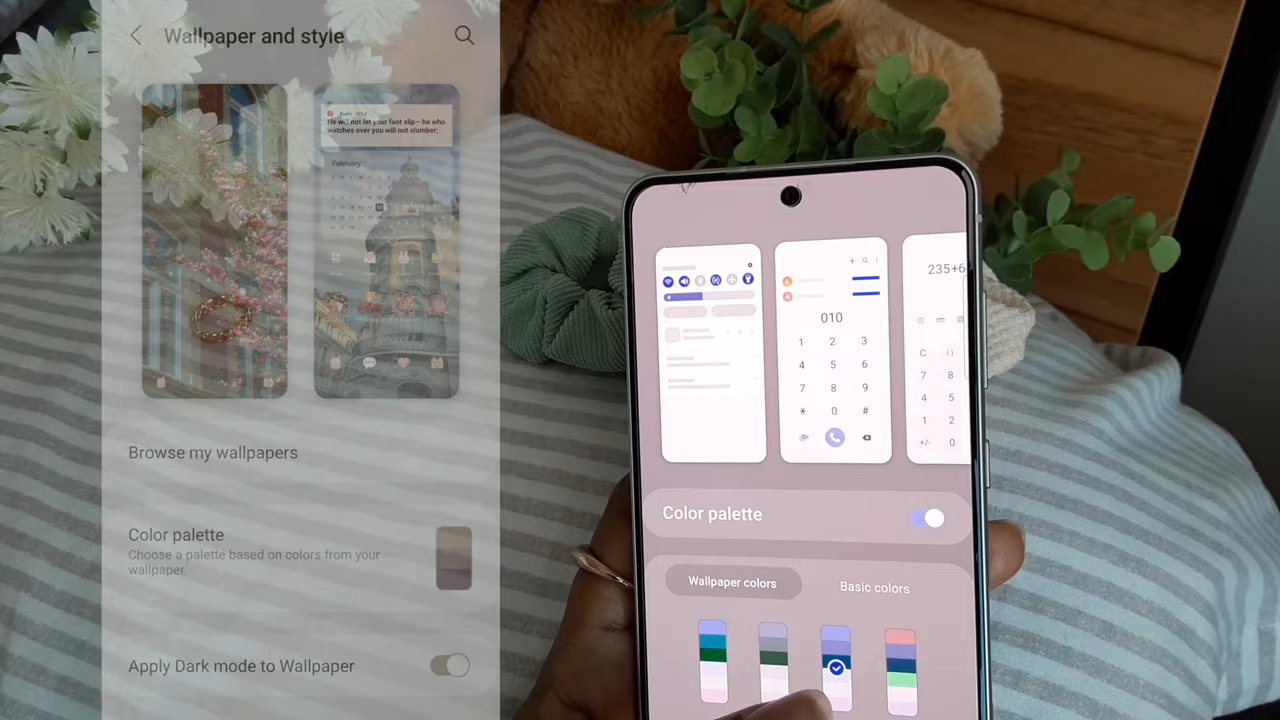 Wallpaper and style
He will not let your foot slip— he who
watches over you will not slumber;
February
Browse my wallpapers
Color palette
Choose a palette based on colors from your
wallpaper.
Apply Dark mode to Wallpaper
010
1 2 3
4 5 6
7 8 9
* 0 #
235+6
C ( )
7 8
4 5
1 2
+/- 0
Color palette
Wallpaper colors
Basic colors